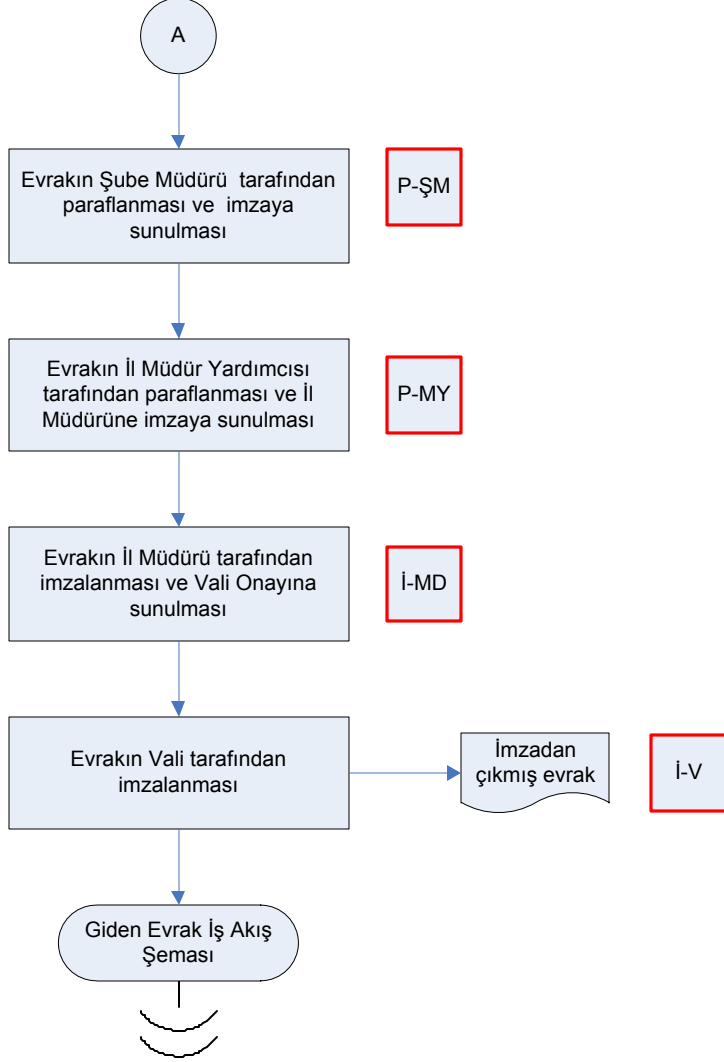 A
Evrakın Şube Müdürü tarafından
paraflanması ve imzaya
sunulması
P-ŞM
Evrakın İl Müdür Yardımcısı
tarafından paraflanması ve İl
Müdürüne imzaya sunulması
P-MY
Evrakın İl Müdürü tarafından
imzalanması ve Vali Onayına
sunulması
İ-MD
Evrakın Vali tarafından
imzalanması
İmzadan
çıkmış evrak
İ-V
Giden Evrak İş Akış
Şeması